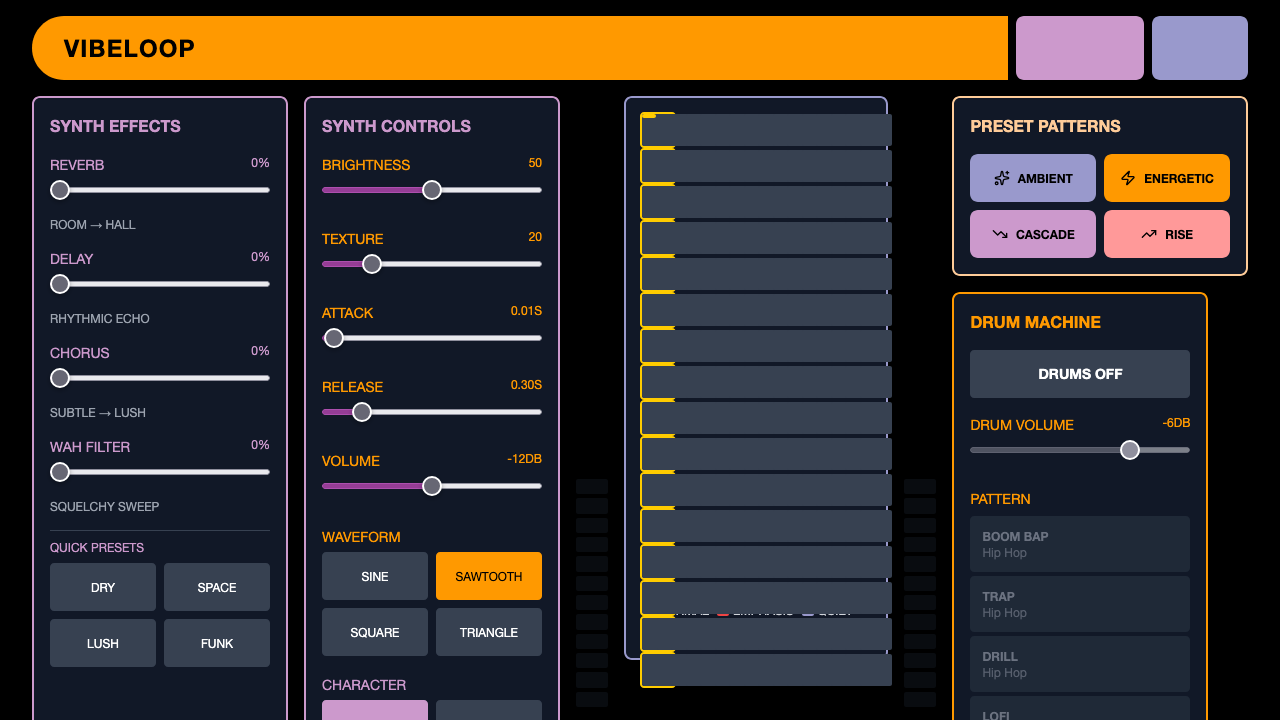 VIBELOOP
SYNTH EFFECTS
REVERB 0%
ROOM → HALL
DELAY 0%
RHYTHMIC ECHO
CHORUS 0%
SUBTLE → LUSH
WAH FILTER 0%
SQUELCHY SWEEP
QUICK PRESETS
DRY SPACE
LUSH FUNK
SYNTH CONTROLS
BRIGHTNESS 50
TEXTURE 20
ATTACK 0.01S
RELEASE 0.30S
VOLUME -12DB
WAVEFORM
SINE SAWTOOTH
SQUARE TRIANGLE
CHARACTER
PRESET PATTERNS
AMBIENT ENERGETIC
CASCADE RISE
DRUM MACHINE
DRUMS OFF
DRUM VOLUME -6DB
PATTERN
BOOM BAP
Hip Hop
TRAP
Hip Hop
DRILL
Hip Hop
LOFI